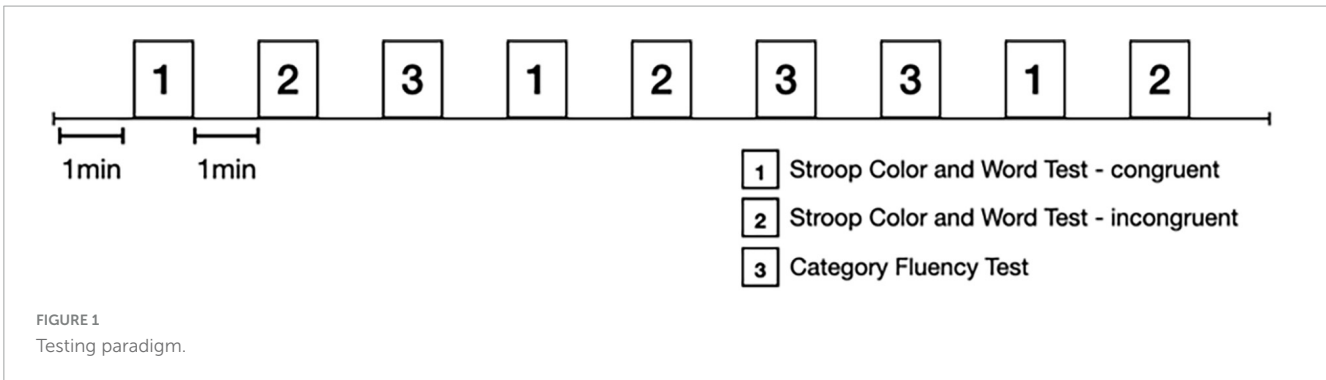 1 2 3 1 2 3 3 1 2
1min 1min
1 Stroop Color and Word Test - congruent
2 Stroop Color and Word Test - incongruent
3 Category Fluency Test
FIGURE 1
Testing paradigm.